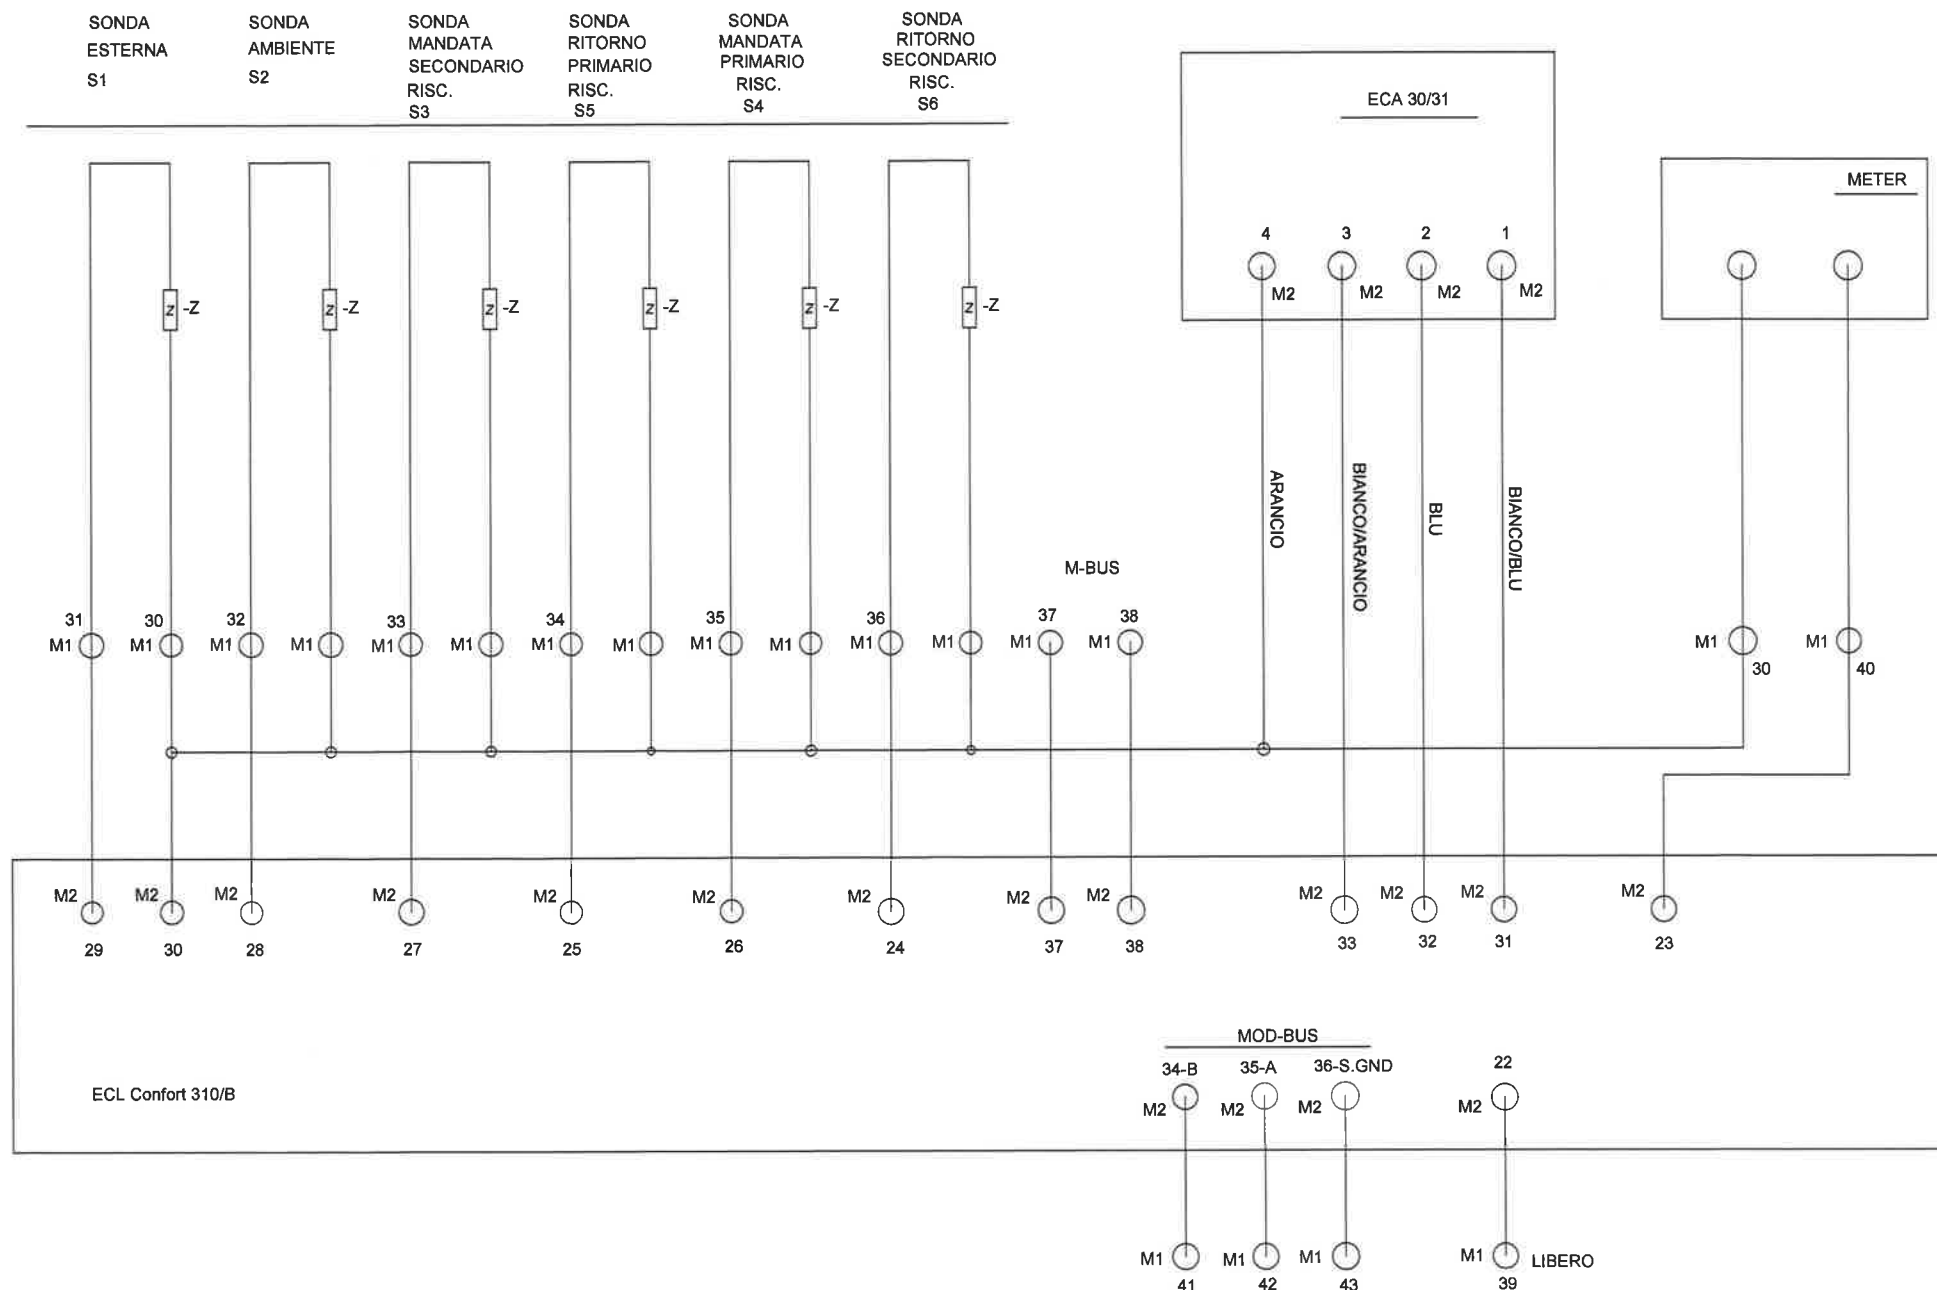 SONDA
ESTERNA
S1
SONDA
AMBIENTE
S2
SONDA
MANDATA
SECONDARIO
RISC.
S3
SONDA
RITORNO
PRIMARIO
RISC.
S5
SONDA
MANDATA
PRIMARIO
RISC.
S4
SONDA
RITORNO
SECONDARIO
RISC.
S6
ECA 30/31
METER
4 3 2 1
M2 M2 M2 M2
Z -Z Z -Z Z -Z Z -Z Z -Z Z -Z
ARANCIO
BIANCO/ARANCIO
BLU
BIANCO/BLU
M-BUS
31 30 32 33 34 35 36 37 38
M1 M1 M1 M1 M1 M1 M1 M1 M1 M1 M1 M1 M1 M1 M1 M1
30 40
M2 M2 M2 M2 M2 M2 M2 M2 M2 M2 M2 M2 M2
29 30 28 27 25 26 24 37 38 33 32 31 23
MOD-BUS
34-B 35-A 36-S.GND 22
M2 M2 M2 M2
ECL Confort 310/B
M1 M1 M1 M1 LIBERO
41 42 43 39